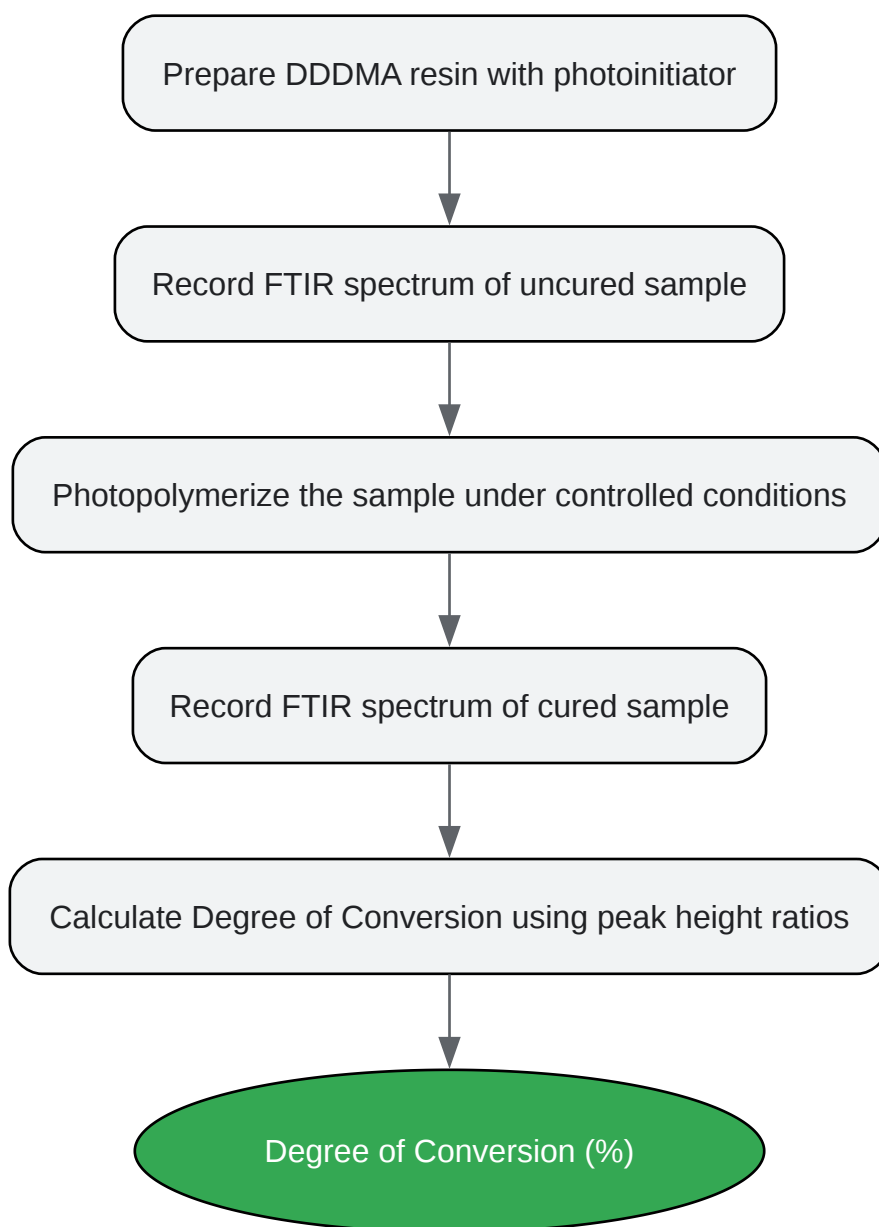 Prepare DDDMA resin with photoinitiator
Record FTIR spectrum of uncured sample
Photopolymerize the sample under controlled conditions
Record FTIR spectrum of cured sample
Calculate Degree of Conversion using peak height ratios
Degree of Conversion (%)